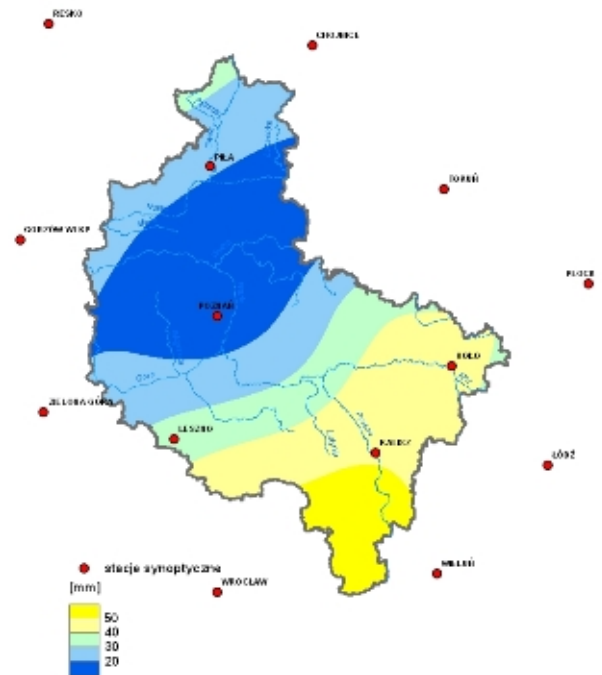 RESKO
CHOJNICE
PIŁA
TORUŃ
GORZÓW WLKP
PŁOCK
POZNAŃ
KOŁO
ZIELONA GÓRA
LESZNO
KALISZ
ŁÓDŹ
WIELUŃ
stacje synoptyczne
WROCŁAW
[mm]
50
40
30
20